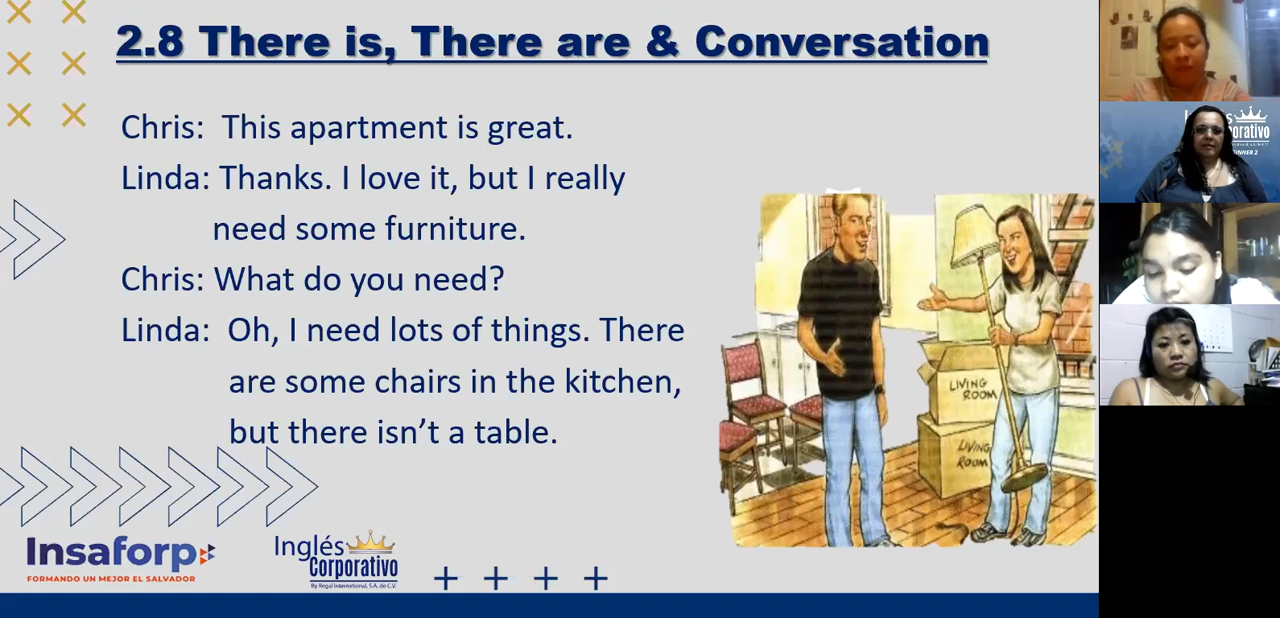 2.8 There is, There are & Conversation
Chris: This apartment is great.
Linda: Thanks. I love it, but I really
need some furniture.
Chris: What do you need?
Linda: Oh, I need lots of things. There
are some chairs in the kitchen,
but there isn't a table.
LIVING
ROOM
LIVING
ROOM
Insaforp
FORMANDO UN MEJOR EL SALVADOR
Inglés
Corporativo
By Regal International, S.A. de C.V.